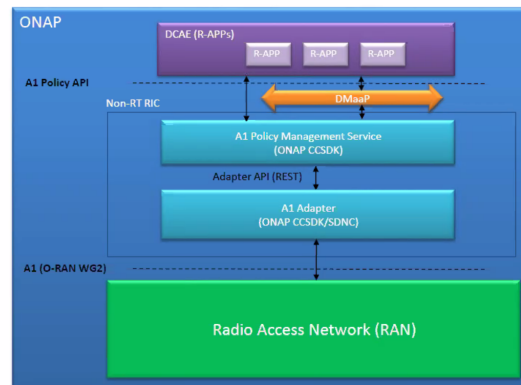 ONAP
DCAE (R-APPs)
R-APP R-APP R-APP
A1 Policy API
DMaaP
Non-RT RIC
A1 Policy Management Service
(ONAP CCSDK)
Adapter API (REST)
A1 Adapter
(ONAP CCSDK/SDNC)
A1 (O-RAN WG2)
Radio Access Network (RAN)